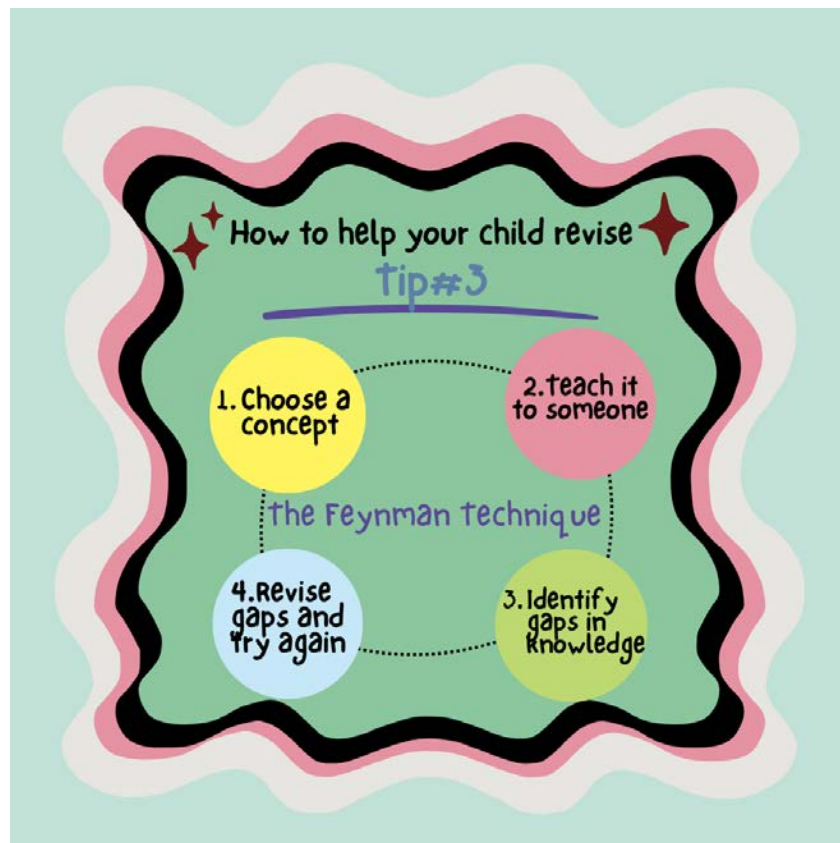 How to help your child revise
Tip#3
1. Choose a
concept
2. Teach it
to someone
The Feynman Technique
4. Revise
gaps and
try again
3. Identify
gaps in
knowledge